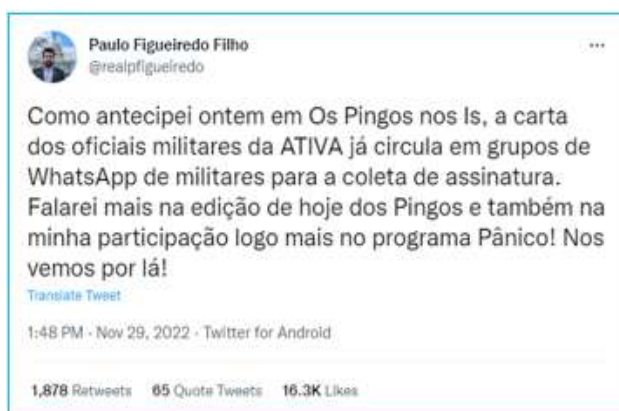 Paulo Figueiredo Filho
@realpfigueiredo
Como antecipei ontem em Os Pingos nos Is, a carta
dos oficiais militares da ATIVA já circula em grupos de
WhatsApp de militares para a coleta de assinatura.
Falarei mais na edição de hoje dos Pingos e também na
minha participação logo mais no programa Pânico! Nos
vemos por lá!
Translate Tweet
1:48 PM · Nov 29, 2022 · Twitter for Android
1,878 Retweets 65 Quote Tweets 16.3K Likes